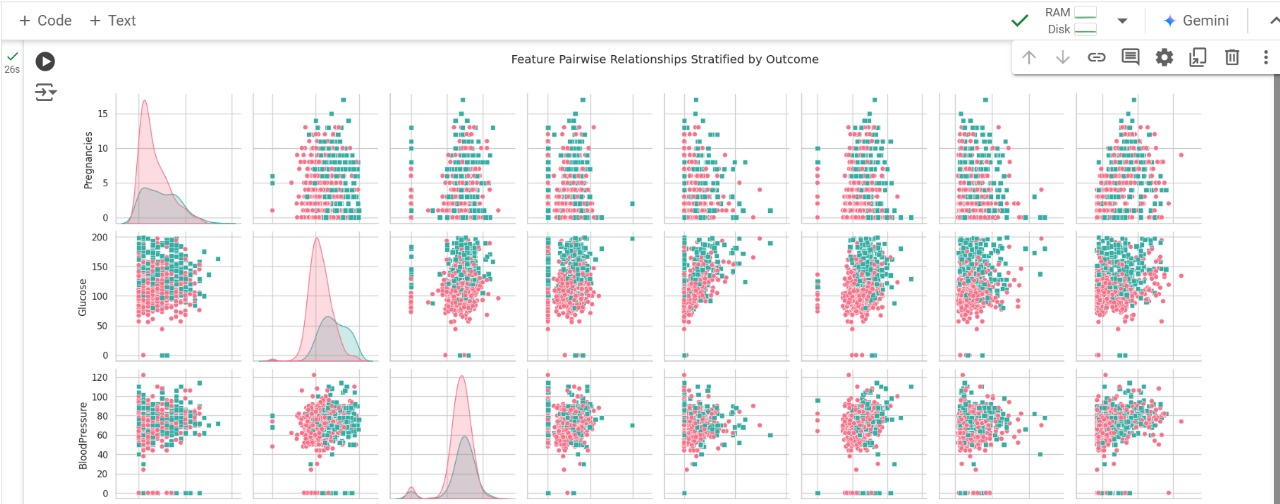 + Code + Text
RAM
Disk
Gemini
26s
Feature Pairwise Relationships Stratified by Outcome
15
10
5
0
Pregnancies
200
150
100
50
0
Glucose
120
100
80
60
40
20
0
BloodPressure